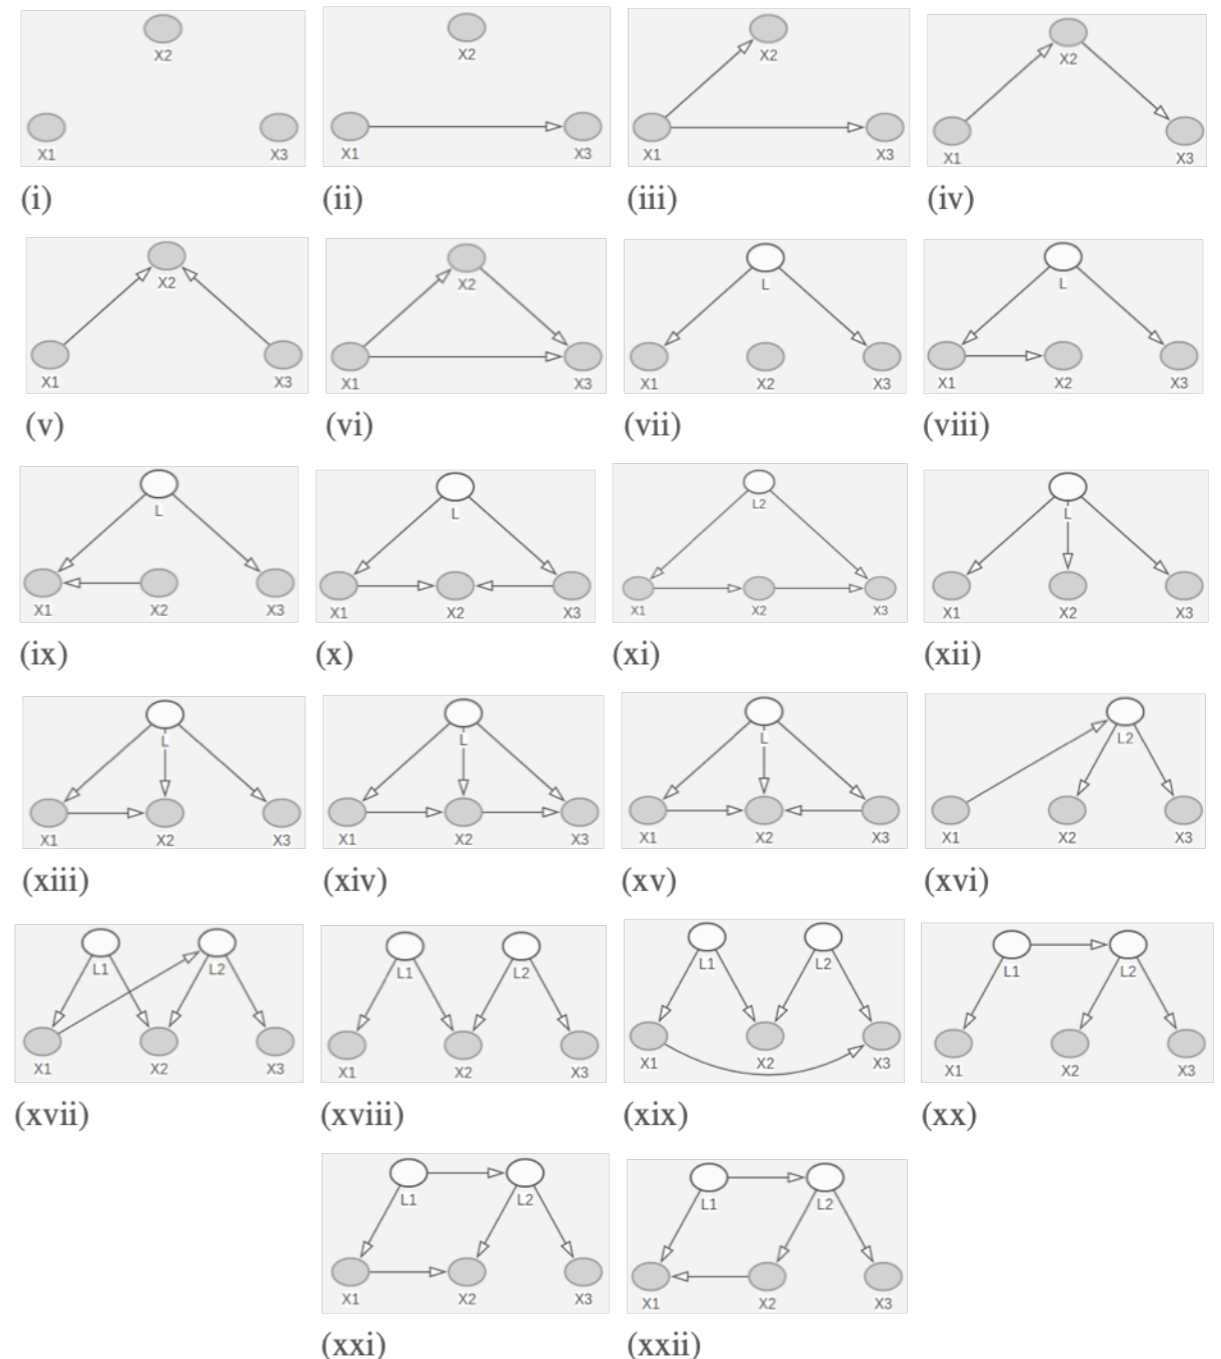 X2
X1 X3
X2
X1 X3
X2
X1 X3
X2
X1 X3
(i) (ii) (iii) (iv)
X2
X1 X3
X2
X1 X3
L
X1 X2 X3
L
X1 X2 X3
(v) (vi) (vii) (viii)
L
X1 X2 X3
L
X1 X2 X3
L2
X1 X2 X3
L
X1 X2 X3
(ix) (x) (xi) (xii)
L
X1 X2 X3
L
X1 X2 X3
L
X1 X2 X3
L2
X1 X2 X3
(xiii) (xiv) (xv) (xvi)
L1 L2
X1 X2 X3
L1 L2
X1 X2 X3
L1 L2
X1 X2 X3
L1 L2
X1 X2 X3
(xvii) (xviii) (xix) (xx)
L1 L2
X1 X2 X3
L1 L2
X1 X2 X3
(xxi) (xxii)